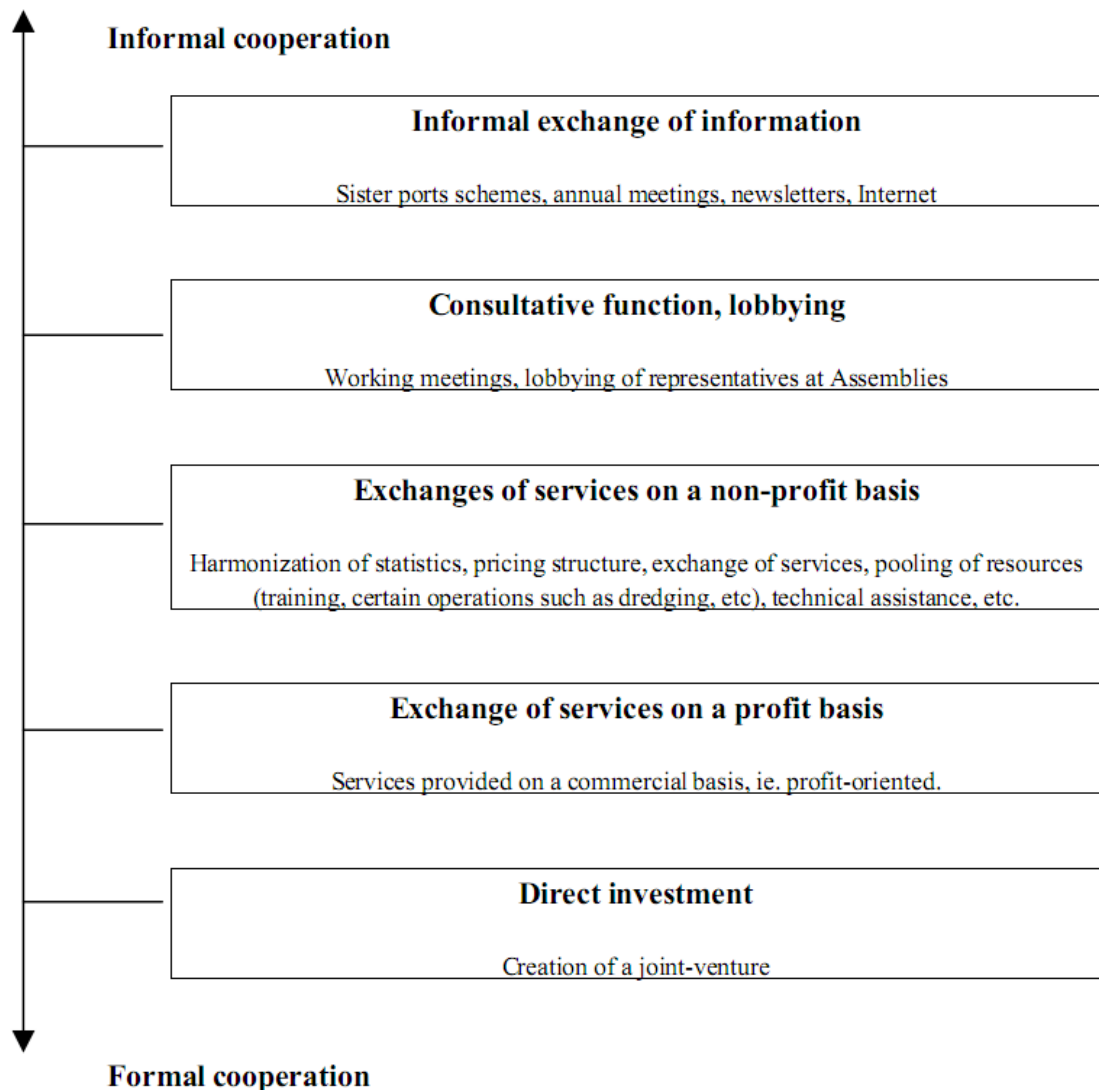 Informal cooperation
Informal exchange of information
Sister ports schemes, annual meetings, newsletters, Internet
Consultative function, lobbying
Working meetings, lobbying of representatives at Assemblies
Exchanges of services on a non-profit basis
Harmonization of statistics, pricing structure, exchange of services, pooling of resources
(training, certain operations such as dredging, etc), technical assistance, etc.
Exchange of services on a profit basis
Services provided on a commercial basis, ie. profit-oriented.
Direct investment
Creation of a joint-venture
Formal cooperation